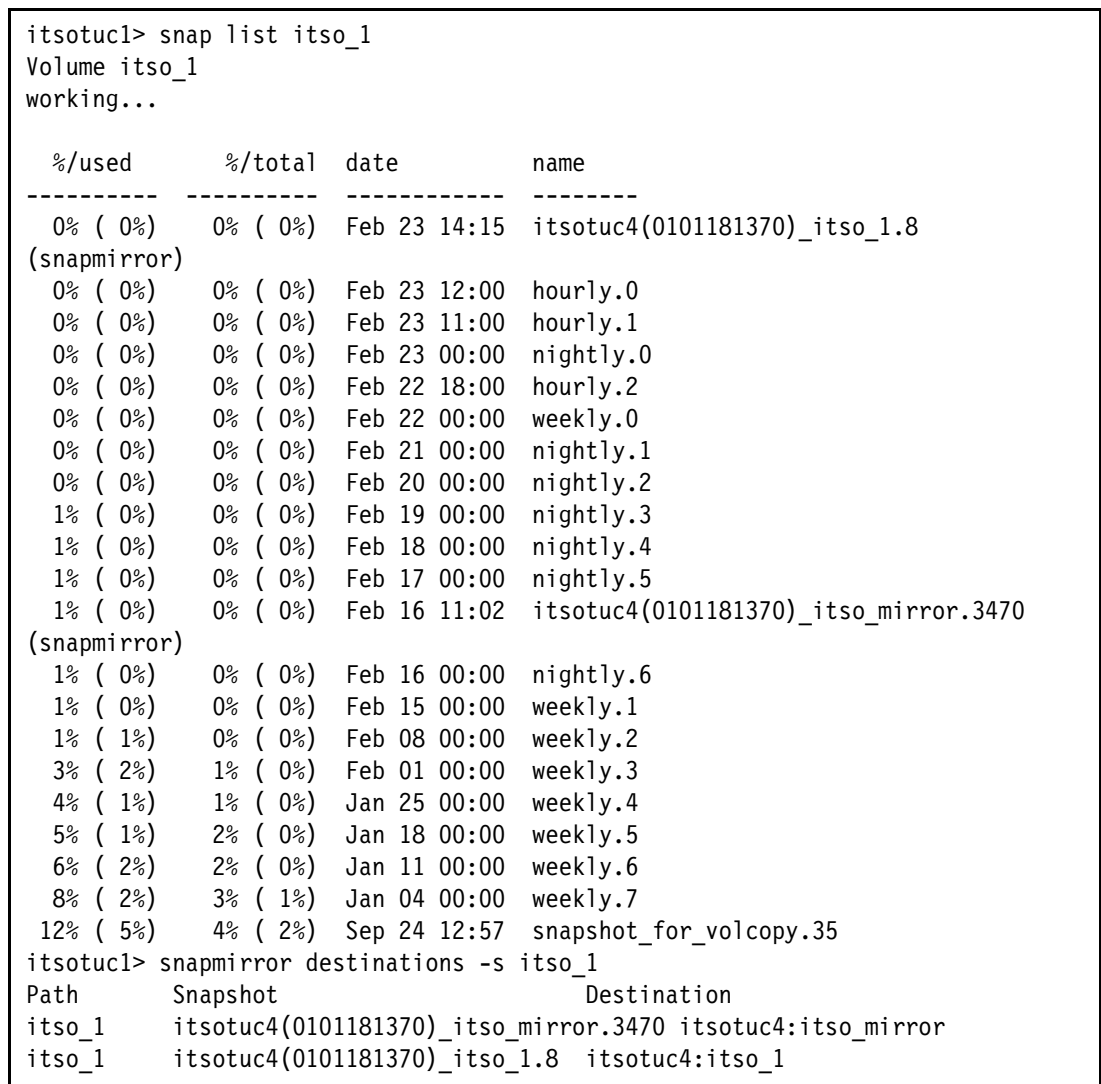 itsotuc1> snap list itso_1
Volume itso_1
working...
  %/used       %/total  date          name
----------  ----------  ------------  --------
  0% ( 0%)    0% ( 0%)  Feb 23 14:15  itsotuc4(0101181370)_itso_1.8
(snapmirror)
  0% ( 0%)    0% ( 0%)  Feb 23 12:00  hourly.0
  0% ( 0%)    0% ( 0%)  Feb 23 11:00  hourly.1
  0% ( 0%)    0% ( 0%)  Feb 23 00:00  nightly.0
  0% ( 0%)    0% ( 0%)  Feb 22 18:00  hourly.2
  0% ( 0%)    0% ( 0%)  Feb 22 00:00  weekly.0
  0% ( 0%)    0% ( 0%)  Feb 21 00:00  nightly.1
  0% ( 0%)    0% ( 0%)  Feb 20 00:00  nightly.2
  1% ( 0%)    0% ( 0%)  Feb 19 00:00  nightly.3
  1% ( 0%)    0% ( 0%)  Feb 18 00:00  nightly.4
  1% ( 0%)    0% ( 0%)  Feb 17 00:00  nightly.5
  1% ( 0%)    0% ( 0%)  Feb 16 11:02  itsotuc4(0101181370)_itso_mirror.3470
(snapmirror)
  1% ( 0%)    0% ( 0%)  Feb 16 00:00  nightly.6
  1% ( 0%)    0% ( 0%)  Feb 15 00:00  weekly.1
  1% ( 1%)    0% ( 0%)  Feb 08 00:00  weekly.2
  3% ( 2%)    1% ( 0%)  Feb 01 00:00  weekly.3
  4% ( 1%)    1% ( 0%)  Jan 25 00:00  weekly.4
  5% ( 1%)    2% ( 0%)  Jan 18 00:00  weekly.5
  6% ( 2%)    2% ( 0%)  Jan 11 00:00  weekly.6
  8% ( 2%)    3% ( 1%)  Jan 04 00:00  weekly.7
 12% ( 5%)    4% ( 2%)  Sep 24 12:57  snapshot_for_volcopy.35
itsotuc1> snapmirror destinations -s itso_1
Path       Snapshot                          Destination
itso_1     itsotuc4(0101181370)_itso_mirror.3470 itsotuc4:itso_mirror
itso_1     itsotuc4(0101181370)_itso_1.8  itsotuc4:itso_1